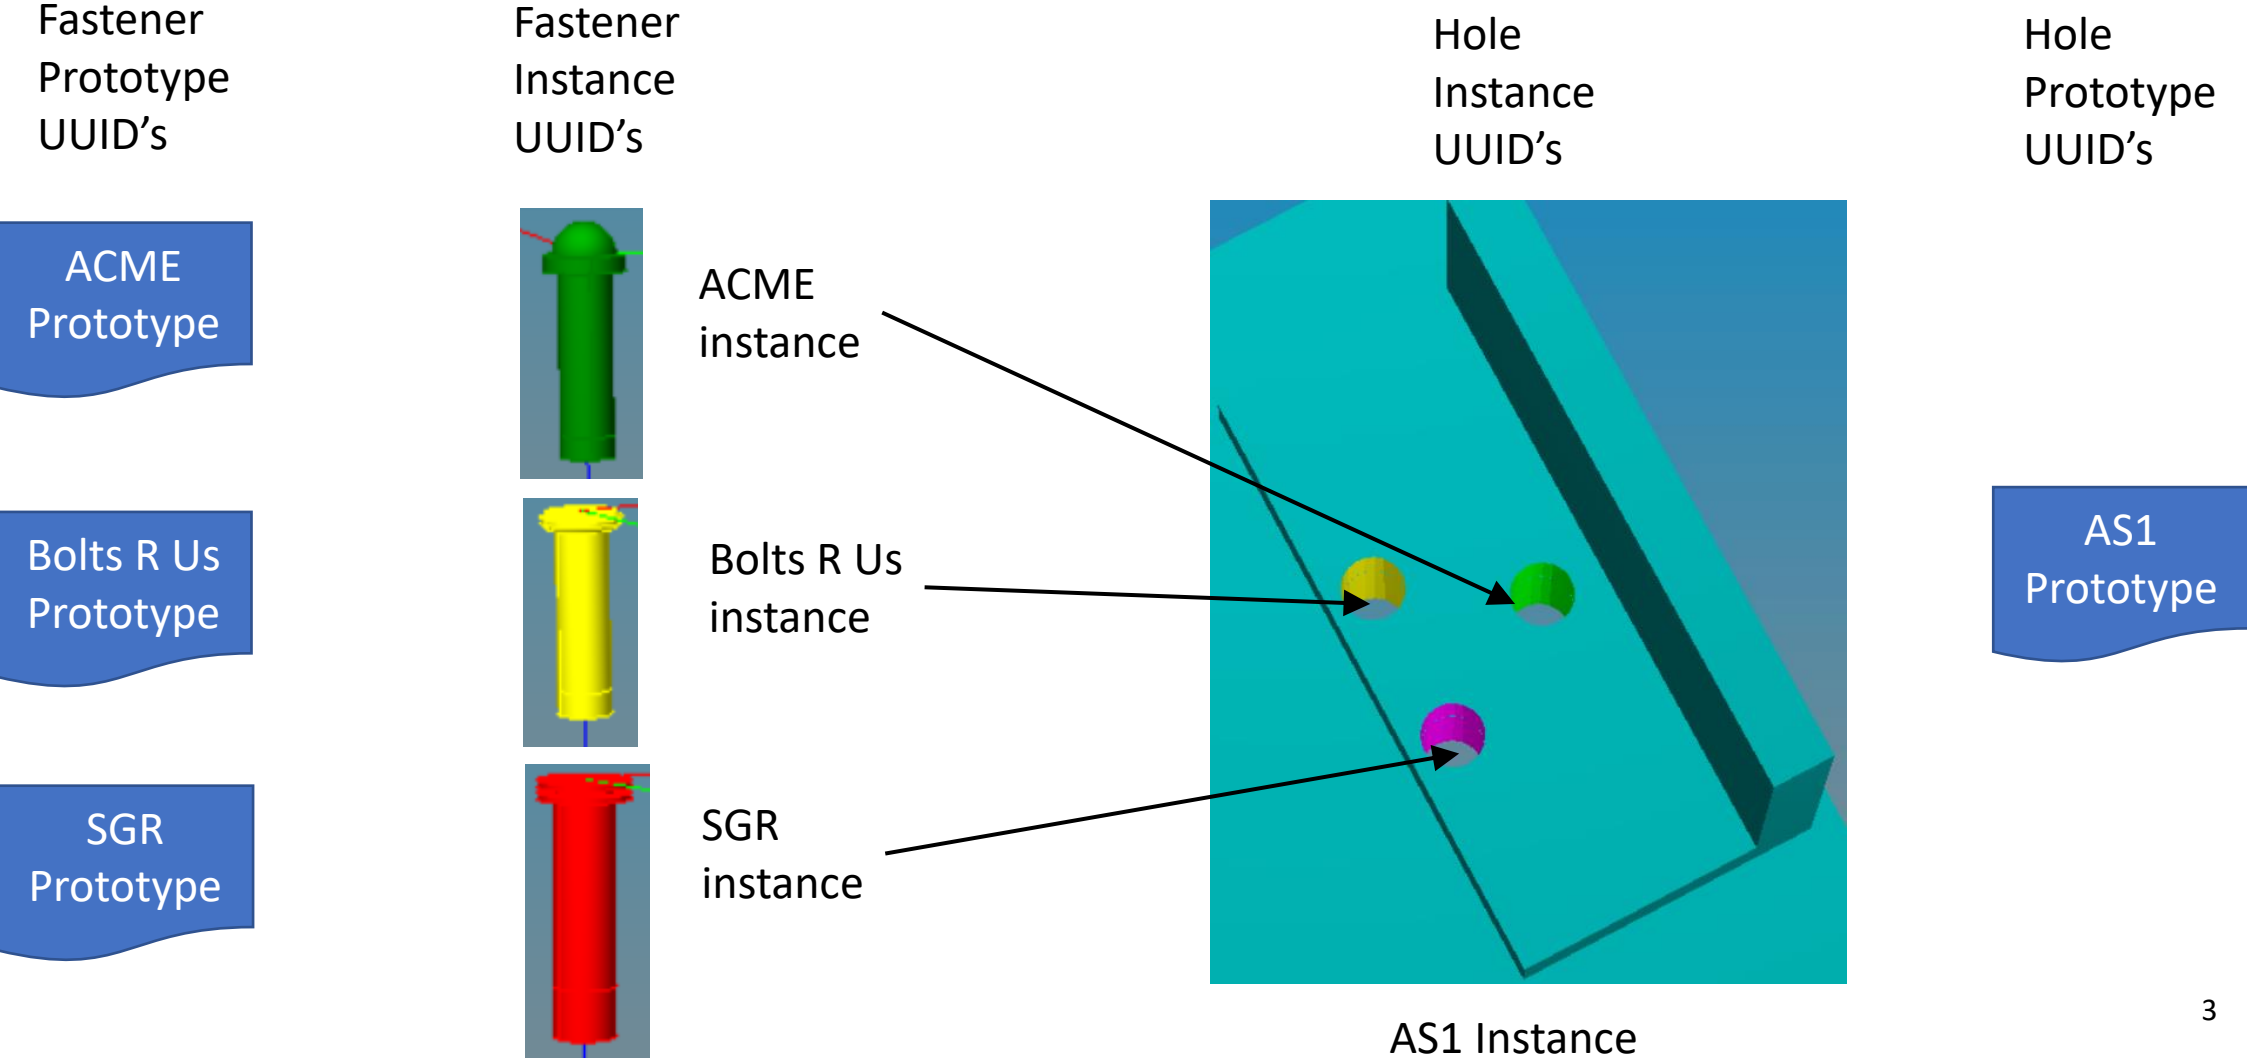 Fastener
Prototype
UUID’s
Fastener
Instance
UUID’s
Hole
Instance
UUID’s
Hole
Prototype
UUID’s
ACME
Prototype
ACME
instance
Bolts R Us
Prototype
Bolts R Us
instance
AS1
Prototype
SGR
Prototype
SGR
instance
AS1 Instance
3